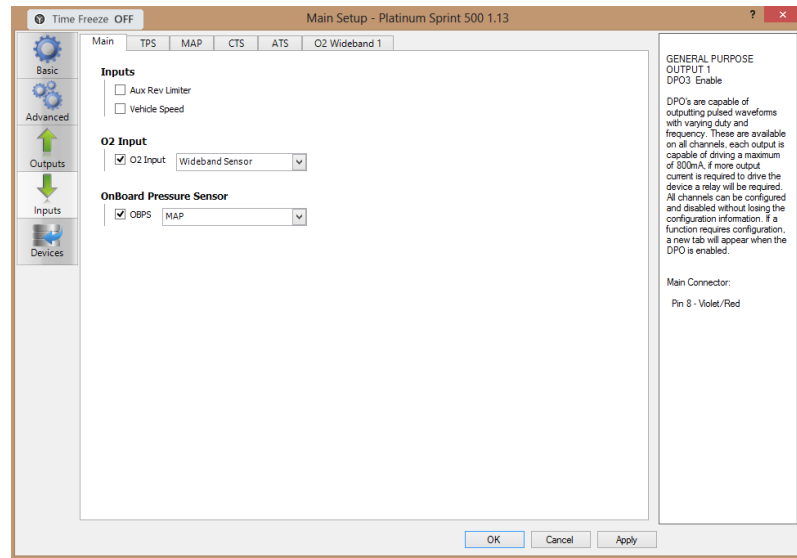 Time Freeze OFF
Main Setup - Platinum Sprint 500 1.13
?
Basic
Advanced
Outputs
Inputs
Devices
Main
TPS
MAP
CTS
ATS
O2 Wideband 1
Inputs
Aux Rev Limiter
Vehicle Speed
O2 Input
O2 Input
Wideband Sensor
OnBoard Pressure Sensor
OBPS
MAP
GENERAL PURPOSE
OUTPUT 1
DPO3 Enable
DPO's are capable of
outputting pulsed waveforms
with varying duty and
frequency. These are available
on all channels, each output is
capable of driving a maximum
of 800mA, if more output
current is required to drive the
device a relay will be required.
All channels can be configured
and disabled without losing the
configuration information. If a
function requires configuration,
a new tab will appear when the
DPO is enabled.
Main Connector:
Pin 8 - Violet/Red
OK
Cancel
Apply